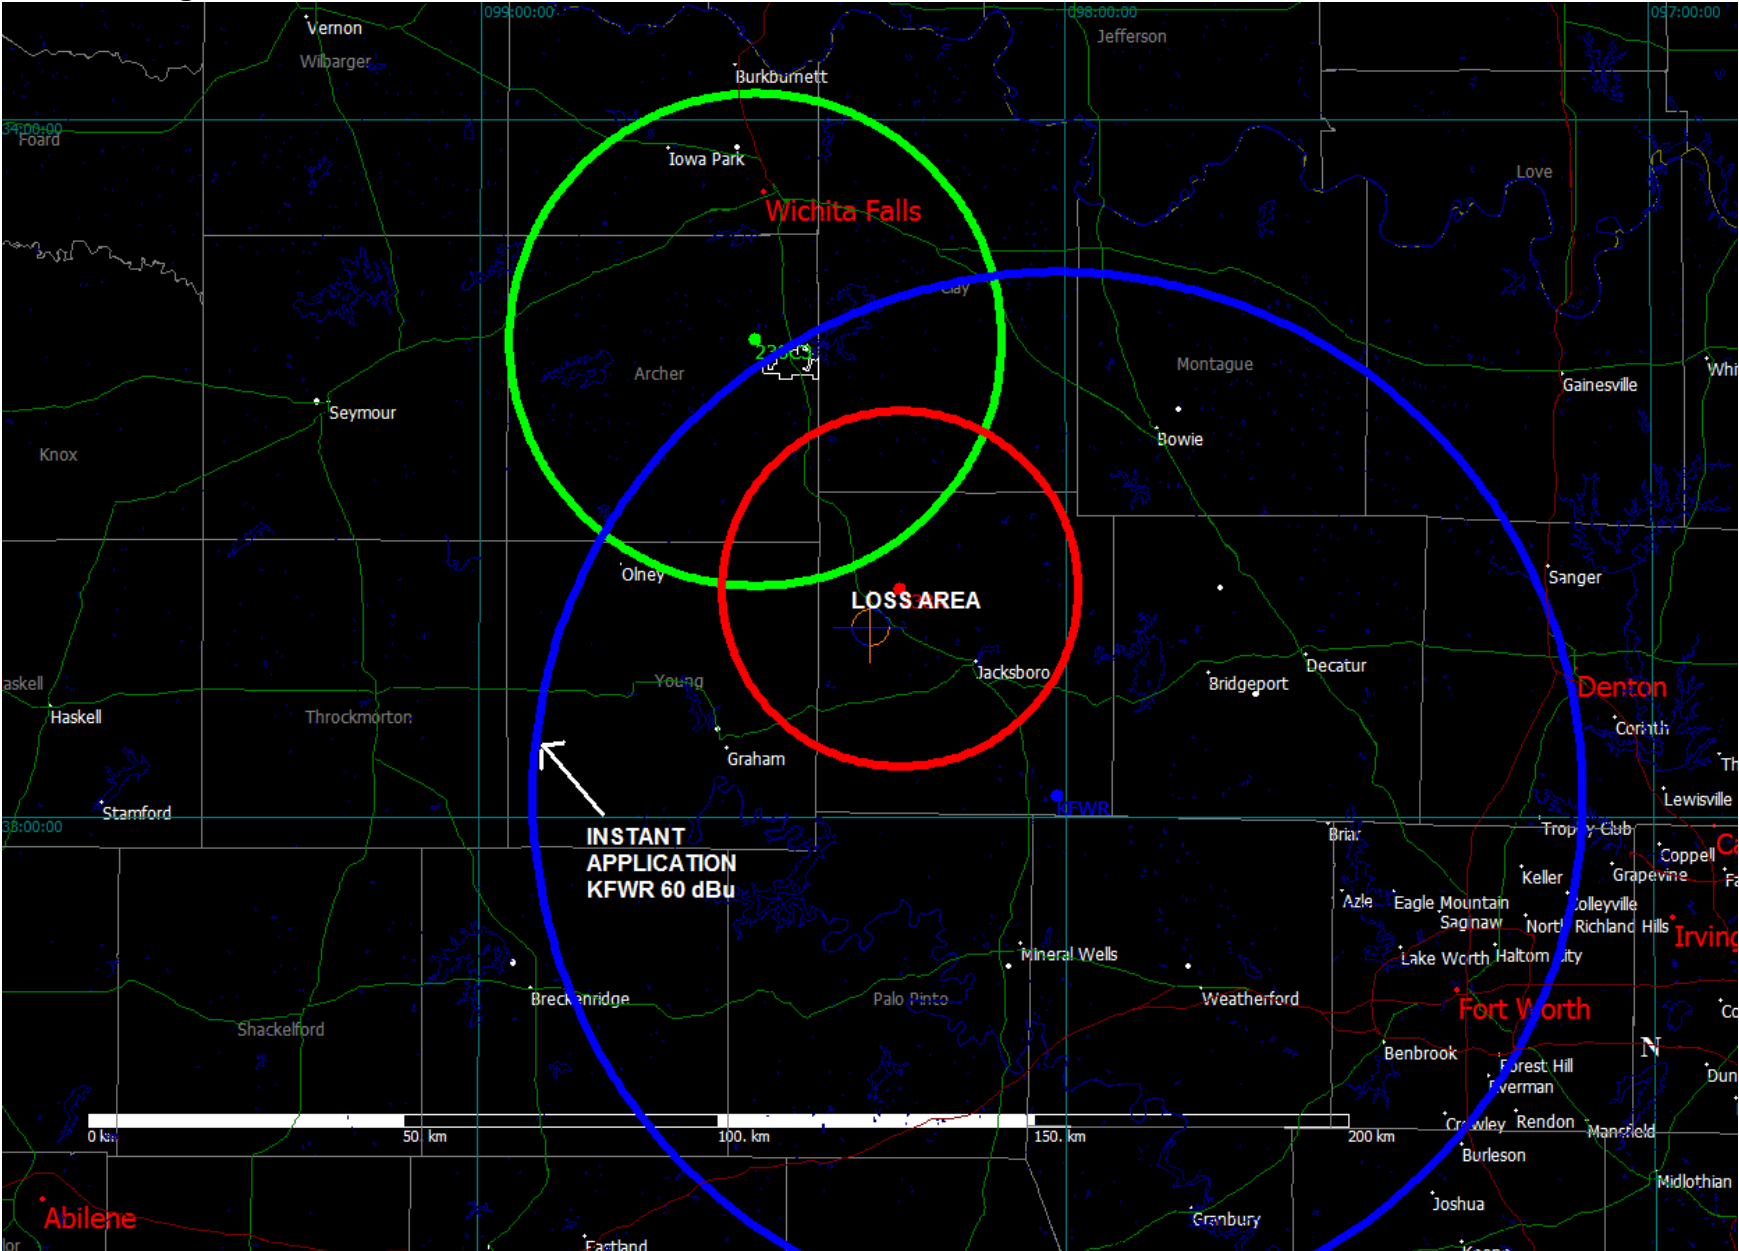 099:00:00
098:00:00
097:00:00
Vernon
Jefferson
Wilbarger
Burkburnett
34:00:00
Foard
Iowa Park
Love
Wichita Falls
Clay
Archer
Montague
Gainesville
Seymour
Bowie
Knox
Olney
Sanger
LOSS AREA
Jacksboro
Decatur
Young
Bridgeport
Denton
Haskell
Throckmorton
Corinth
Graham
Lewisville
KFWR
Stamford
33:00:00
INSTANT
APPLICATION
KFWR 60 dBu
Trophy Club
Briar
Coppell
Keller
Grapevine
Azle
Eagle Mountain
Colleyville
Saginaw
North Richland Hills
Irving
Mineral Wells
Lake Worth
Haltom City
Breckenridge
Palo Pinto
Weatherford
Fort Worth
Shackelford
N
Benbrook
Forest Hill
Everman
Crowley
Rendon
Mansfield
0 km
50. km
100. km
150. km
200 km
Burleson
Midlothian
Joshua
Abilene
Granbury
Eastland